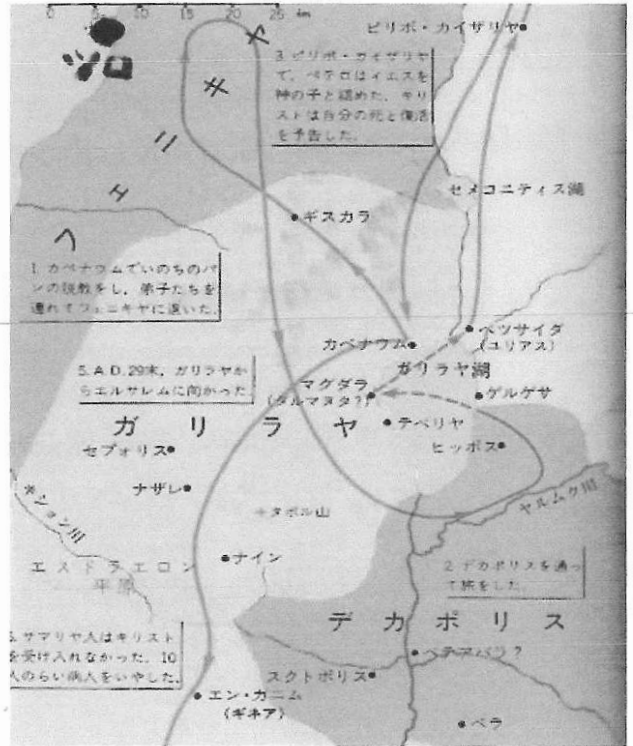 0 5 10 15 20 25 km
ピリポ・カイザリヤ
ツロ
フェニキヤ
3. ピリポ・カイザリヤ
で、ペテロはイエスを
神の子と認めた。キリ
ストは自分の死と復活
を予告した。
セメコニティス湖
ギスカラ
1. カペナウムでいのちのパ
ンの説教をし、弟子たちを
連れてフェニキヤに退いた。
カペナウム
ベツサイダ
(ユリアス)
5. A.D.29末, ガリラヤか
らエルサレムに向かった。
ガリラヤ湖
マグダラ
(ダルマヌタ?)
ゲルゲサ
ガリラヤ
テベリヤ
セプォリス
ヒッポス
ナザレ
キション川
タボル山
ヤルムク川
エスドラエロン
平原
ナイン
2. デカポリスを通っ
て旅をした。
デカポリス
サマリヤ人はキリスト
を受け入れなかった。10
人のらい病人をいやした。
ベテアバラ?
スクトポリス
エン・カニム
(ギネア)
ペラ